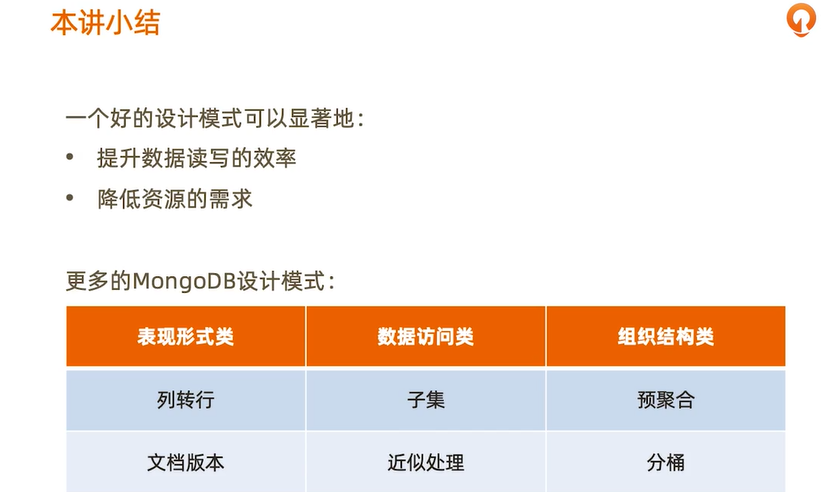 本讲小结
一个好的设计模式可以显著地：
• 提升数据读写的效率
• 降低资源的需求
更多的MongoDB设计模式：
表现形式类 数据访问类 组织结构类
列转行 子集 预聚合
文档版本 近似处理 分桶